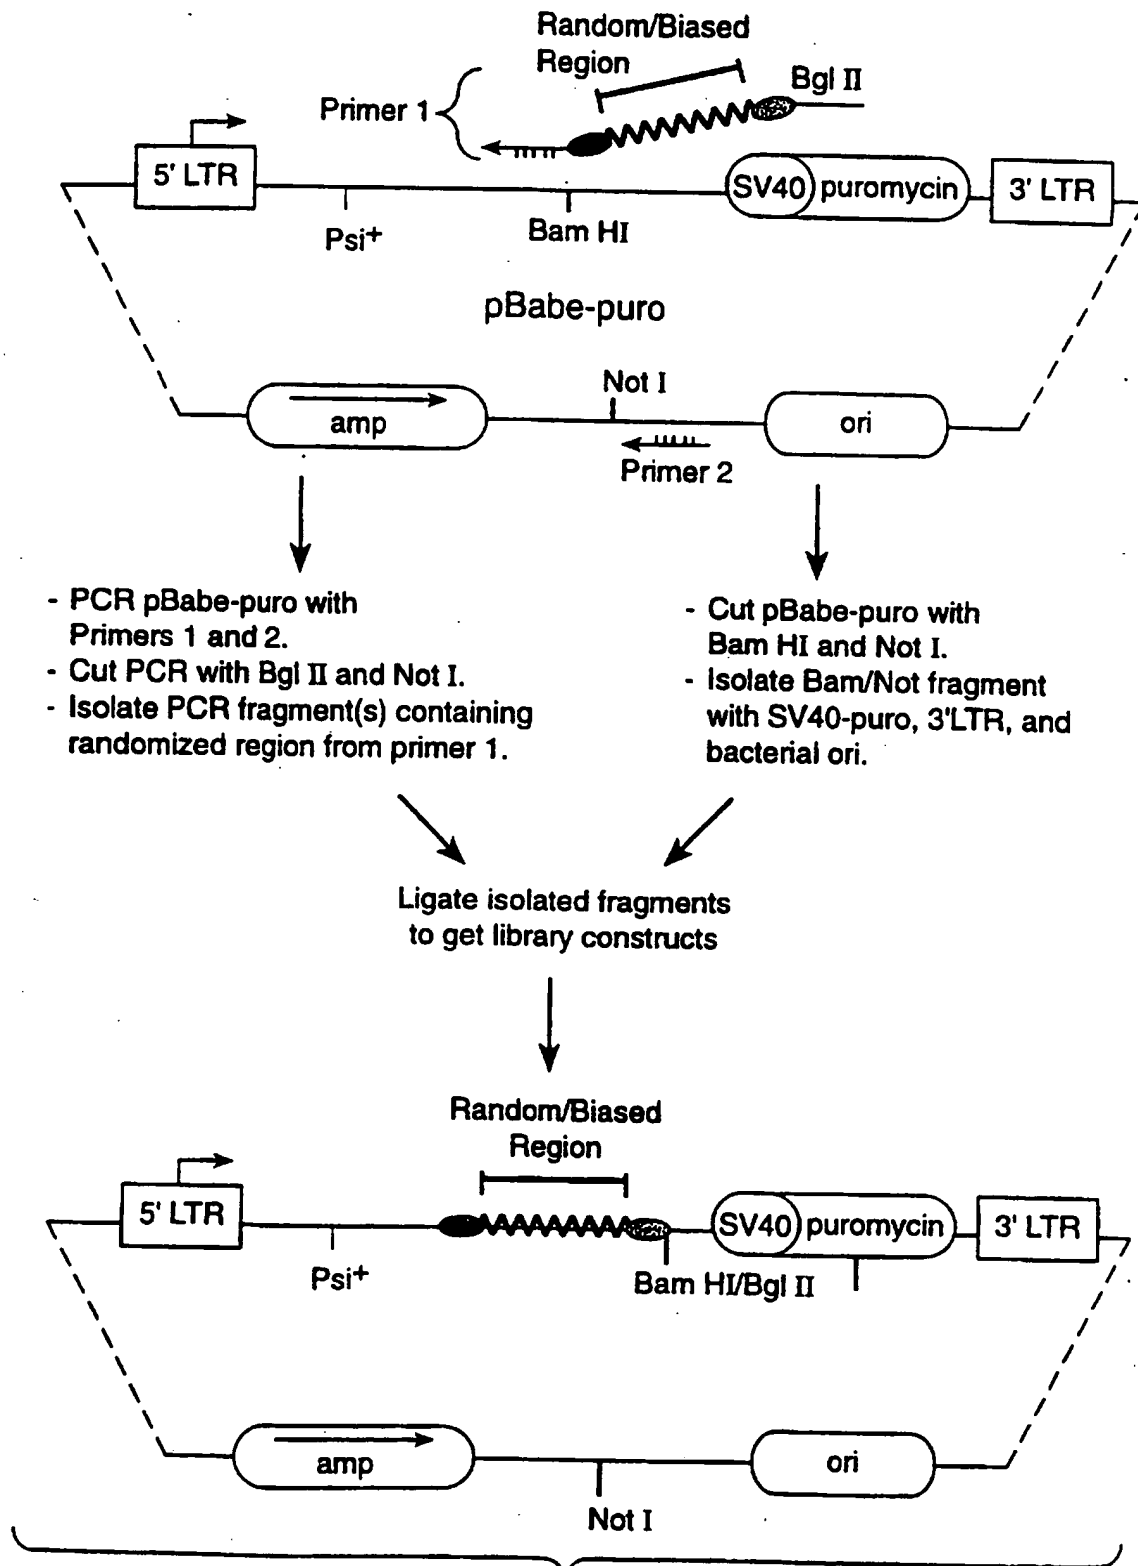 Random/Biased
Region
Bgl II
Primer 1
5' LTR
SV40
puromycin
3' LTR
Psi+
Bam HI
pBabe-puro
Not I
amp
ori
Primer 2
- PCR pBabe-puro with
Primers 1 and 2.
- Cut PCR with Bgl II and Not I.
- Isolate PCR fragment(s) containing
randomized region from primer 1.
- Cut pBabe-puro with
Bam HI and Not I.
- Isolate Bam/Not fragment
with SV40-puro, 3'LTR, and
bacterial ori.
Ligate isolated fragments
to get library constructs
Random/Biased
Region
5' LTR
SV40
puromycin
3' LTR
Psi+
Bam HI/Bgl II
amp
ori
Not I